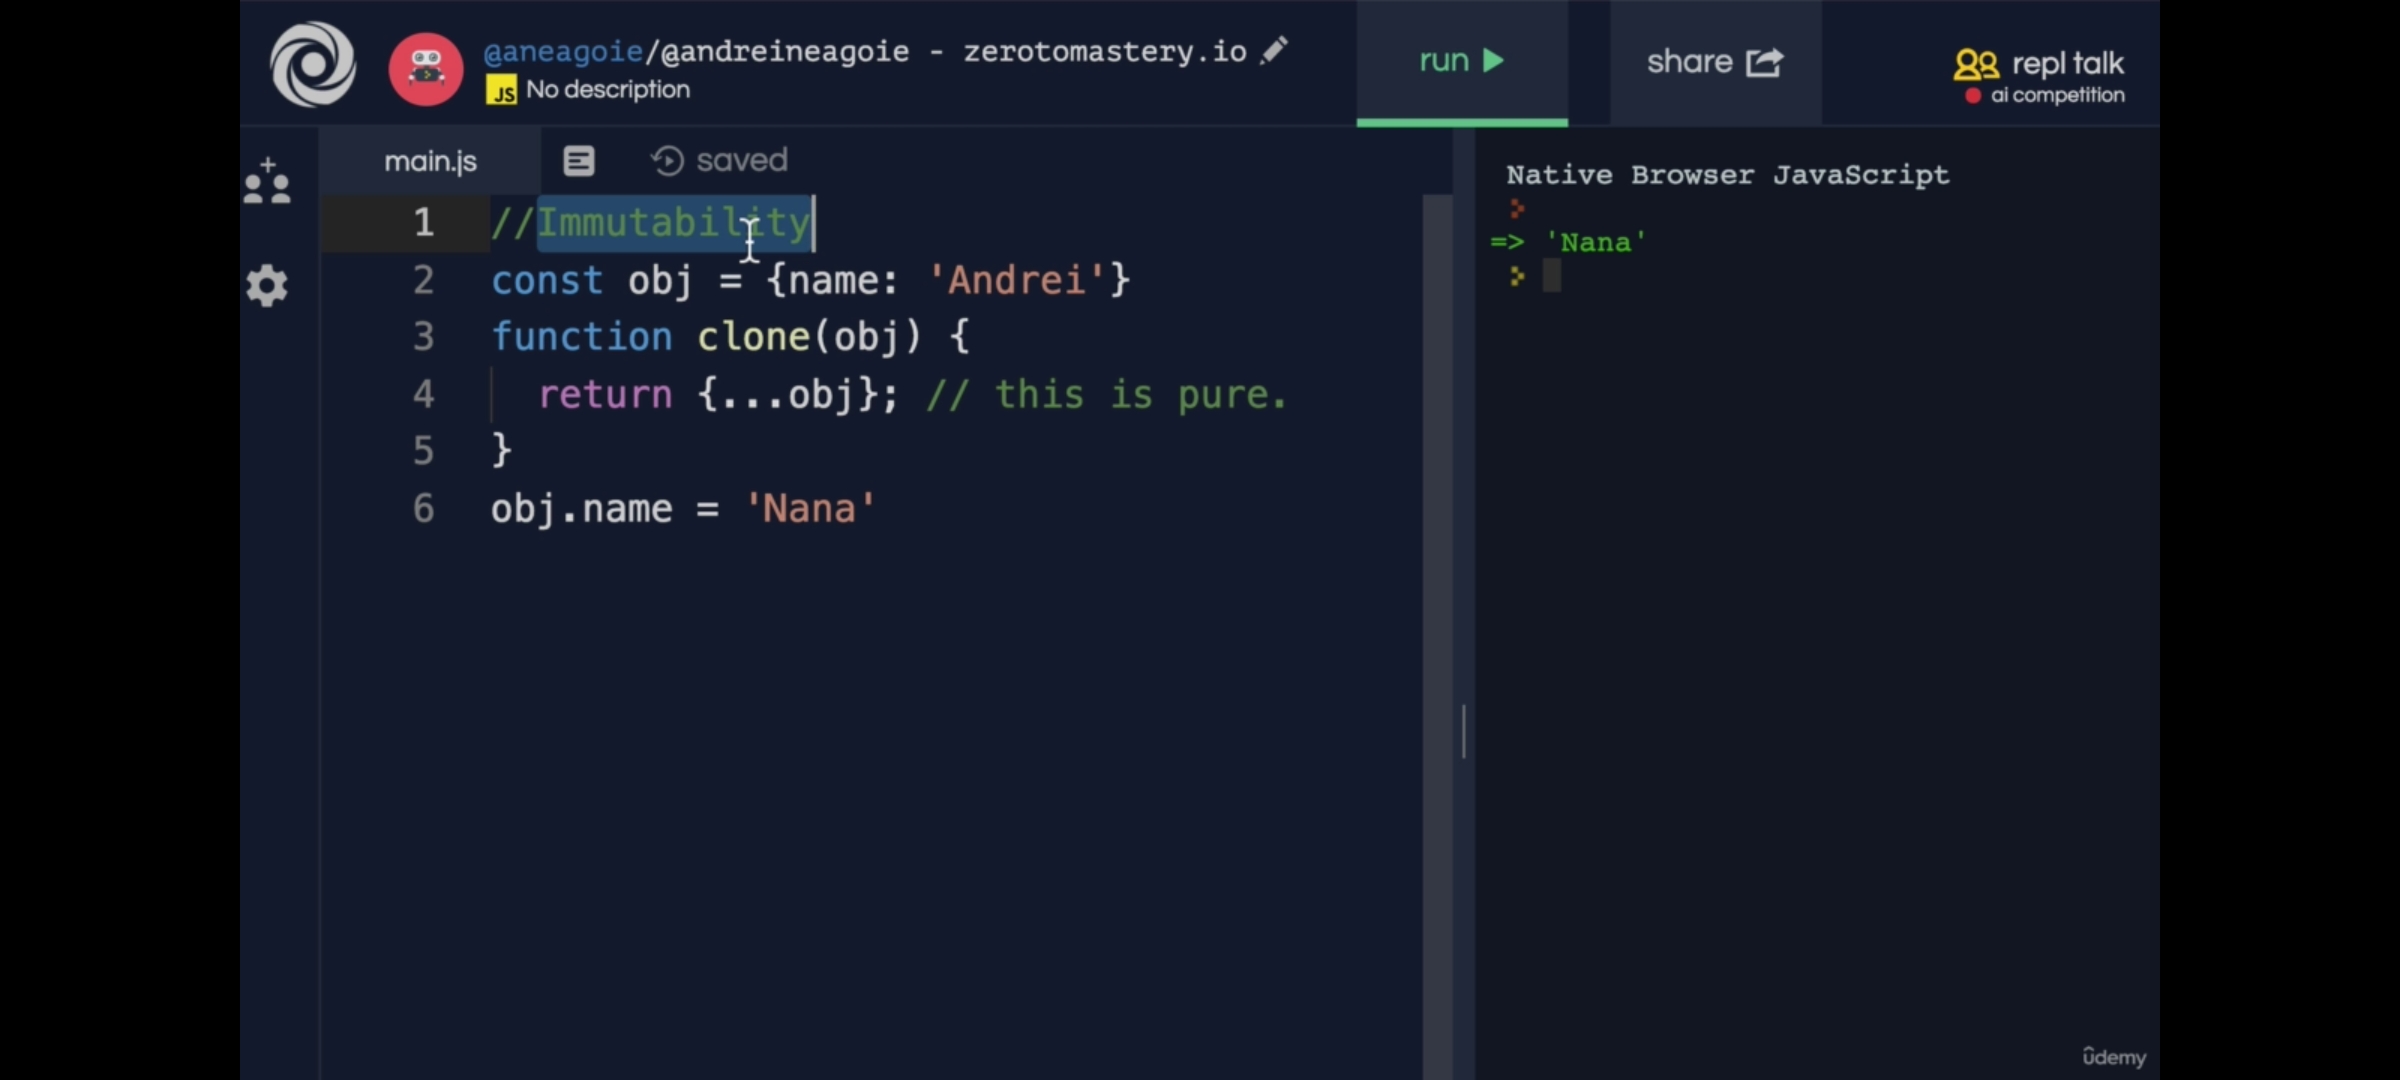 @aneagoie/@andreineagoie - zerotomastery.io
JS No description
run
share
repl talk
ai competition
main.js
saved
1 //Immutability
2 const obj = {name: 'Andrei'}
3 function clone(obj) {
4 return {...obj}; // this is pure.
5 }
6 obj.name = 'Nana'
Native Browser JavaScript
=> 'Nana'
ûdemy